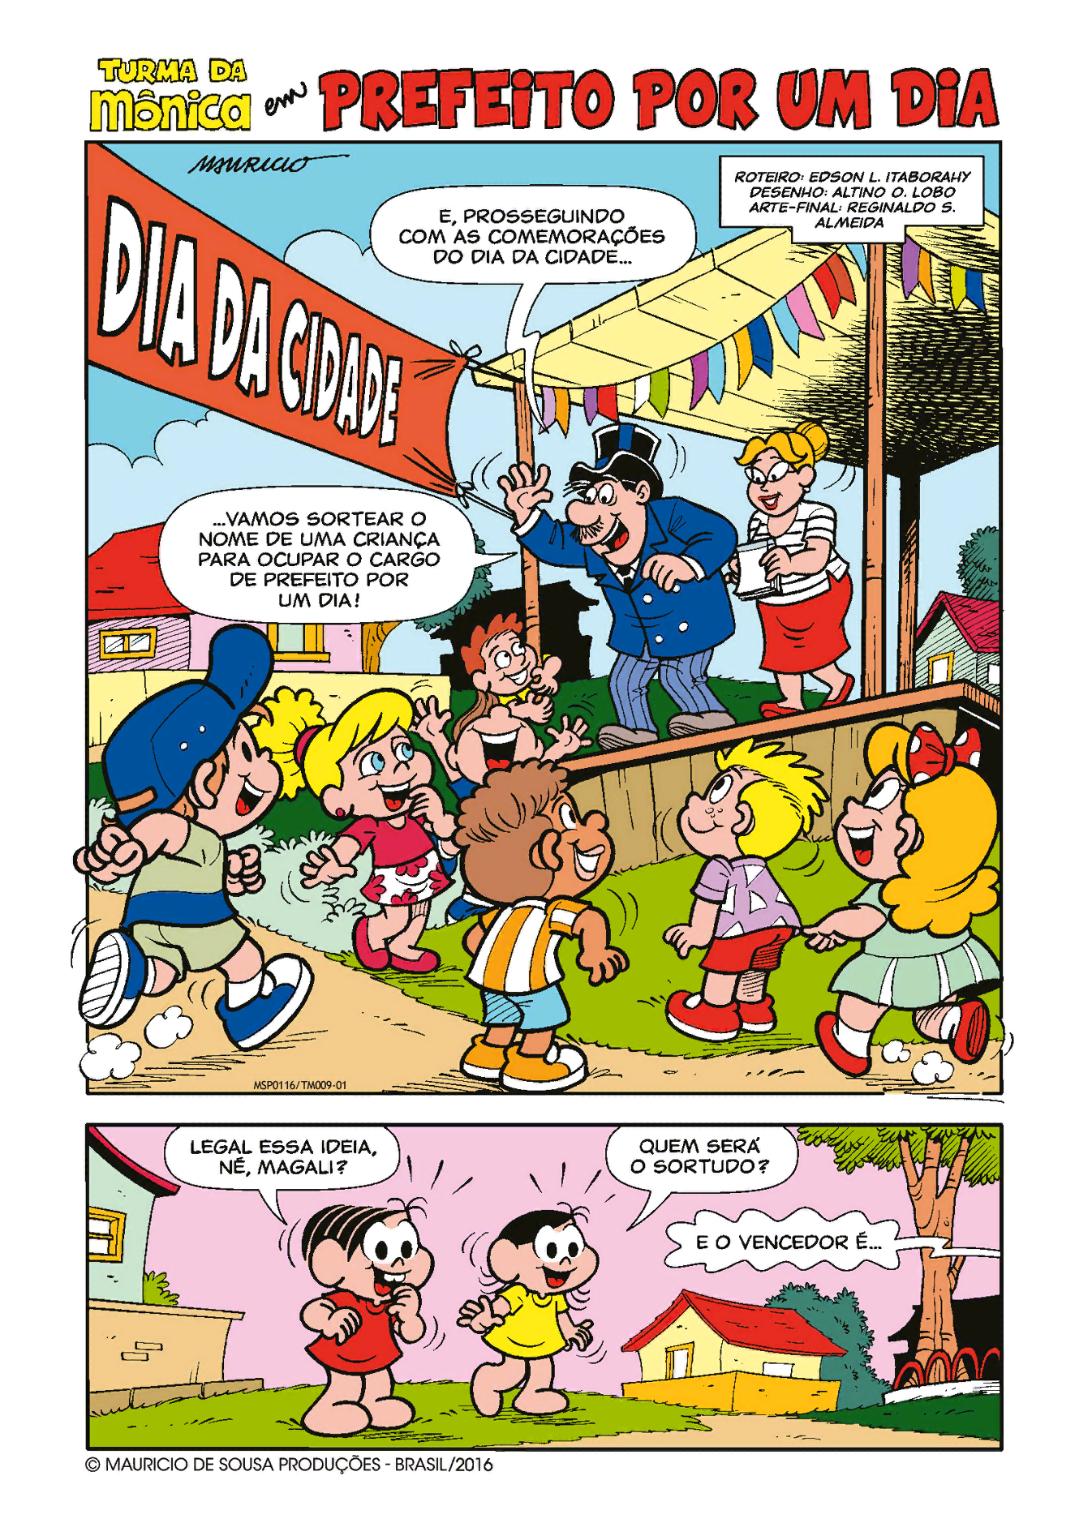 TURMA DA
MÔNICA em PREFEITO POR UM DIA
MAURICIO
ROTEIRO: EDSON L. ITABORAHY
DESENHO: ALTINO O. LOBO
ARTE-FINAL: REGINALDO S.
ALMEIDA
DIA DA CIDADE
E, PROSSEGUINDO
COM AS COMEMORAÇÕES
DO DIA DA CIDADE...
...VAMOS SORTEAR O
NOME DE UMA CRIANÇA
PARA OCUPAR O CARGO
DE PREFEITO POR
UM DIA!
MSP0116/TM009-01
LEGAL ESSA IDEIA,
NÉ, MAGALI?
QUEM SERÁ
O SORTUDO?
E O VENCEDOR É...
© MAURICIO DE SOUSA PRODUÇÕES - BRASIL/2016